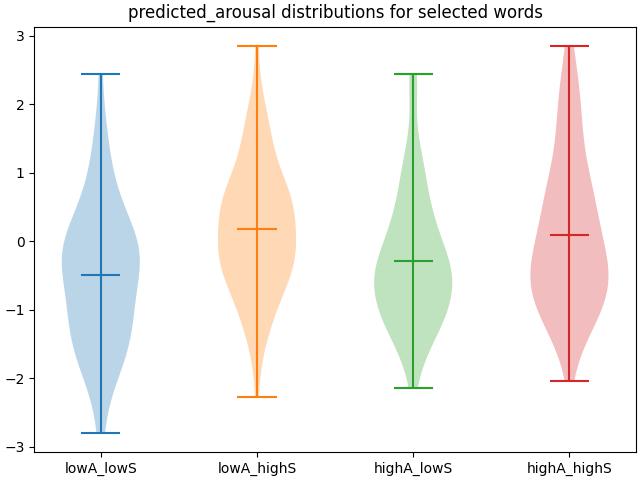 predicted_arousal distributions for selected words
3
2
1
0
−1
−2
−3
lowA_lowS
lowA_highS
highA_lowS
highA_highS